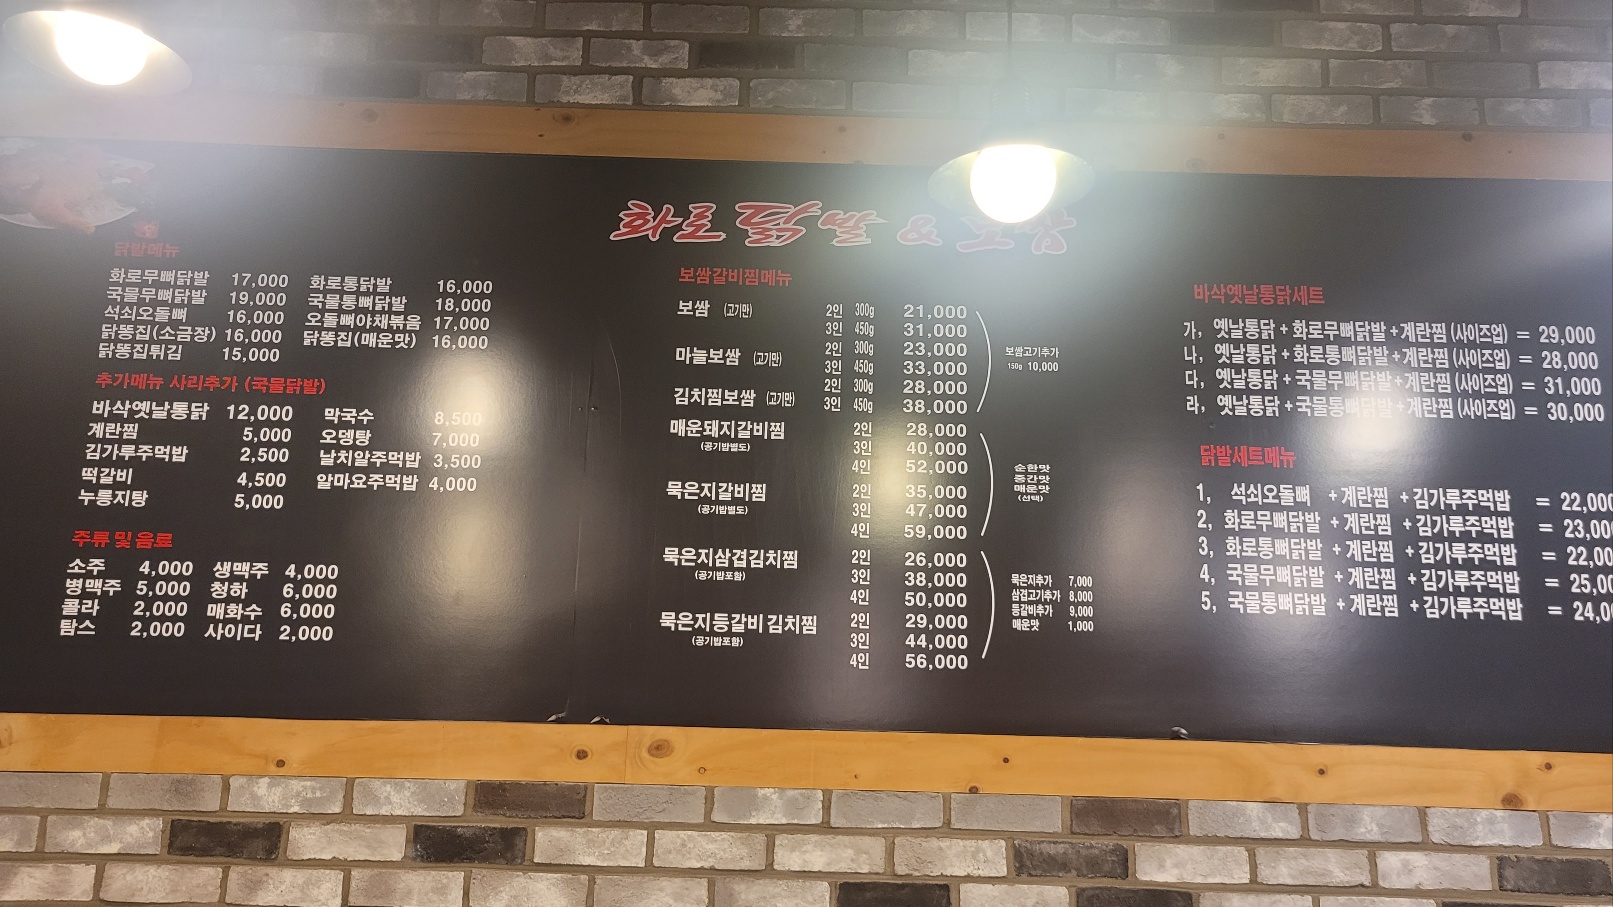 화로 닭발 & 보쌈
닭발메뉴
화로무뼈닭발 17,000 화로통닭발 16,000
국물무뼈닭발 19,000 국물통뼈닭발 18,000
석쇠오돌뼈 16,000 오돌뼈야채볶음 17,000
닭똥집(소금장) 16,000 닭똥집(매운맛) 16,000
닭똥집튀김 15,000
추가메뉴 사리추가 (국물닭발)
바삭옛날통닭 12,000 막국수 8,500
계란찜 5,000 오뎅탕 7,000
김가루주먹밥 2,500 날치알주먹밥 3,500
떡갈비 4,500 알마요주먹밥 4,000
누룽지탕 5,000
주류 및 음료
소주 4,000 생맥주 4,000
병맥주 5,000 청하 6,000
콜라 2,000 매화수 6,000
탐스 2,000 사이다 2,000
보쌈갈비찜메뉴
보쌈 (고기만) 2인 300g 21,000
3인 450g 31,000
마늘보쌈 (고기만) 2인 300g 23,000
3인 450g 33,000
김치찜보쌈 (고기만) 2인 300g 28,000
3인 450g 38,000
보쌈고기추가
150g 10,000
매운돼지갈비찜 2인 28,000
(공기밥별도) 3인 40,000
4인 52,000
묵은지갈비찜 2인 35,000
(공기밥별도) 3인 47,000
4인 59,000
순한맛
중간맛
매운맛
(선택)
묵은지삼겹김치찜 2인 26,000
(공기밥포함) 3인 38,000
4인 50,000
묵은지등갈비 김치찜 2인 29,000
(공기밥포함) 3인 44,000
4인 56,000
묵은지추가 7,000
삼겹고기추가 8,000
등갈비추가 9,000
매운맛 1,000
바삭옛날통닭세트
가, 옛날통닭 + 화로무뼈닭발 + 계란찜 (사이즈업) = 29,000
나, 옛날통닭 + 화로통뼈닭발 + 계란찜 (사이즈업) = 28,000
다, 옛날통닭 + 국물무뼈닭발 + 계란찜 (사이즈업) = 31,000
라, 옛날통닭 + 국물통뼈닭발 + 계란찜 (사이즈업) = 30,000
닭발세트메뉴
1, 석쇠오돌뼈 + 계란찜 + 김가루주먹밥 = 22,000
2, 화로무뼈닭발 + 계란찜 + 김가루주먹밥 = 23,00
3, 화로통뼈닭발 + 계란찜 + 김가루주먹밥 = 22,00
4, 국물무뼈닭발 + 계란찜 + 김가루주먹밥 = 25,0
5, 국물통뼈닭발 + 계란찜 + 김가루주먹밥 = 24,0